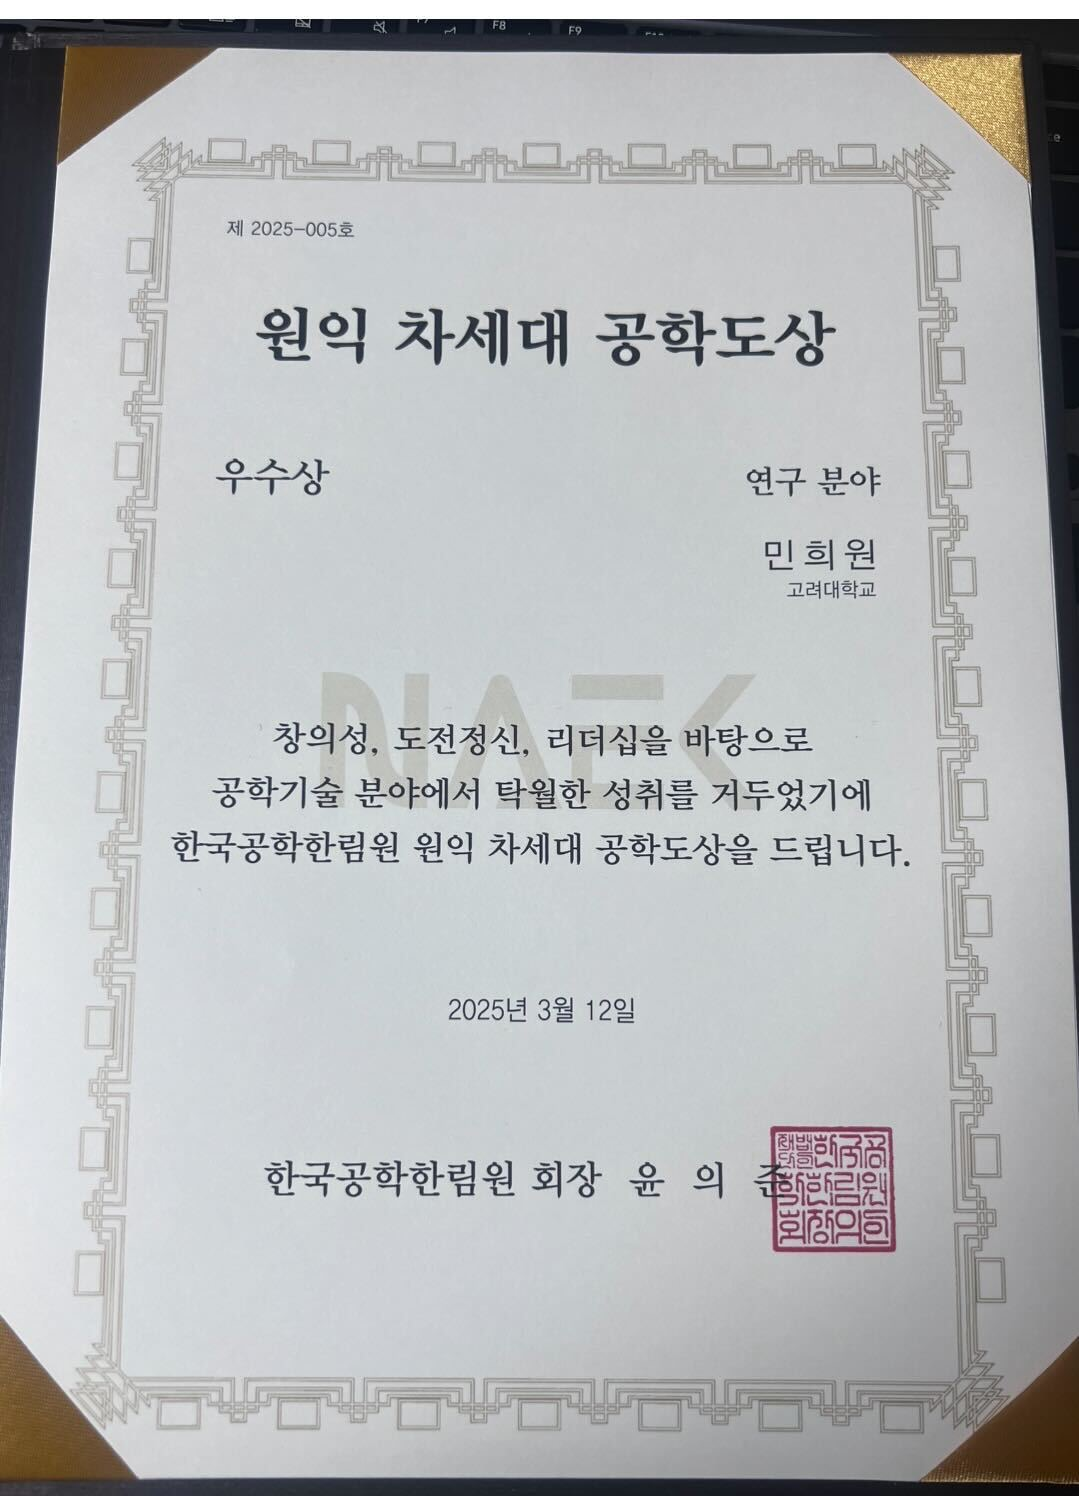 F8
F9
제 2025-005호
원익 차세대 공학도상
우수상
연구 분야
민희원
고려대학교
NAEK
창의성, 도전정신, 리더십을 바탕으로
공학기술 분야에서 탁월한 성취를 거두었기에
한국공학한림원 원익 차세대 공학도상을 드립니다.
2025년 3월 12일
한국공학한림원 회장 윤 의 준